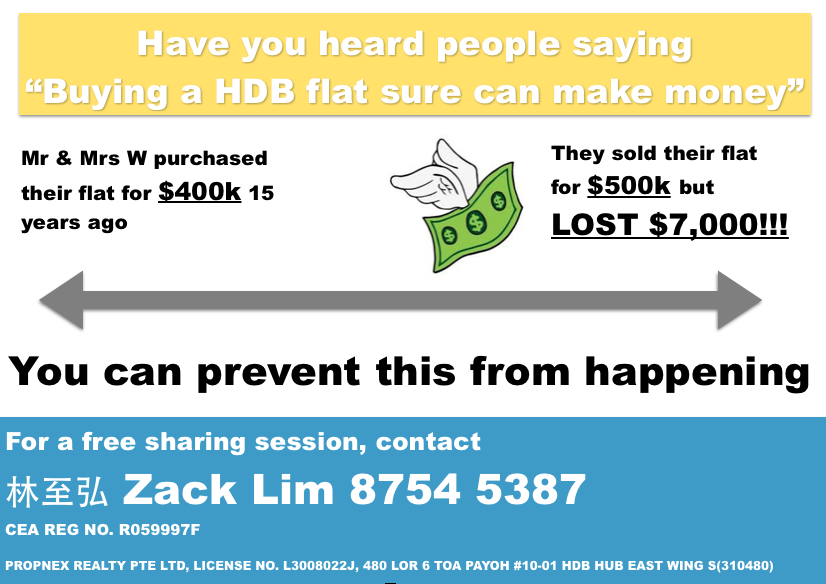 Have you heard people saying
“Buying a HDB flat sure can make money”
Mr & Mrs W purchased
their flat for $400k 15
years ago
They sold their flat
for $500k but
LOST $7,000!!!
You can prevent this from happening
For a free sharing session, contact
林至弘 Zack Lim 8754 5387
CEA REG NO. R059997F
PROPNEX REALTY PTE LTD, LICENSE NO. L3008022J, 480 LOR 6 TOA PAYOH #10-01 HDB HUB EAST WING S(310480)